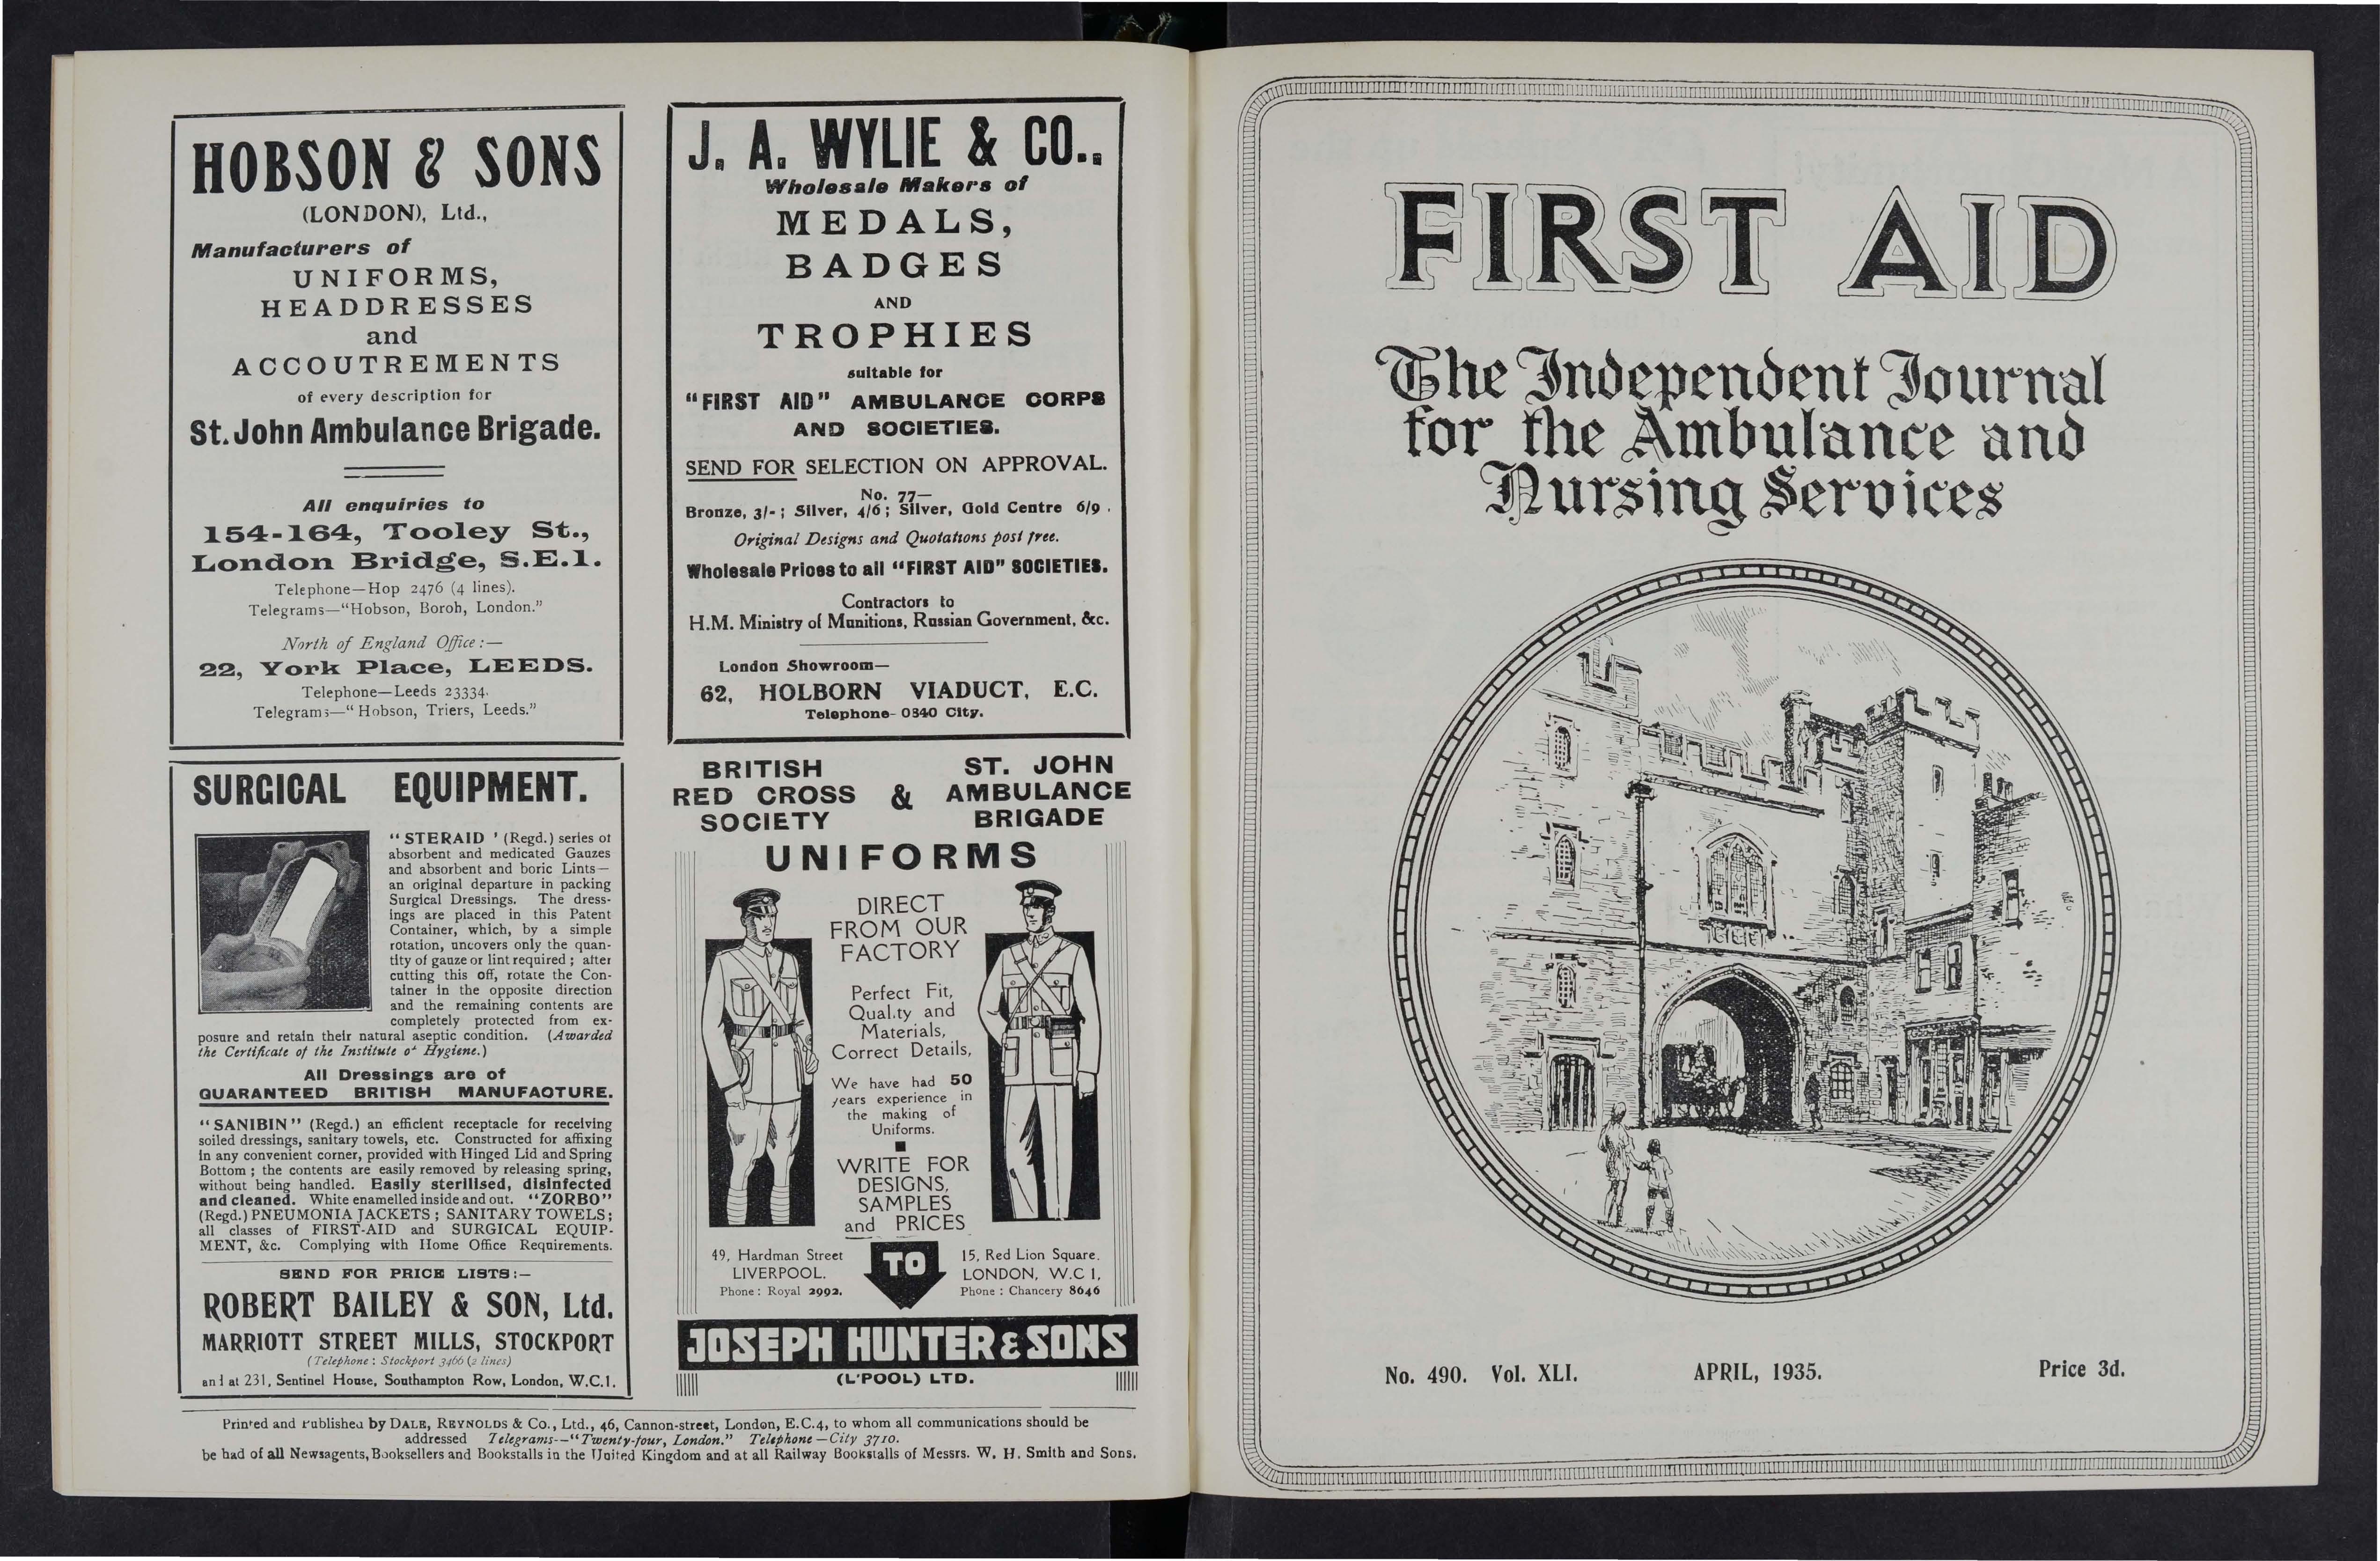 HOBSON & SONS
(LONDON), Ltd.,
Manufacturers of
UNIFORMS,
HEADDRESSES
and
ACCOUTREMENTS
of every description for
St. John Ambulance Brigade.
All enquiries to
154-164, Tooley St.,
London Bridge, S.E.1.
Telephone—Hop 2476 (4 lines).
Telegrams—"Hobson, Boroh, London."
North of England Office:—
22, York Place, LEEDS.
Telephone—Leeds 23334.
Telegrams—"Hobson, Triers, Leeds."
SURGICAL EQUIPMENT.
"STERAID' (Regd.) series of
absorbent and medicated Gauzes
and absorbent and boric Lints—
an original departure in packing
Surgical Dressings. The dress-
ings are placed in this Patent
Container, which, by a simple
rotation, uncovers only the quan-
tity of gauze or lint required; after
cutting this off, rotate the Con-
tainer in the opposite direction
and the remaining contents are
completely protected from ex-
posure and retain their natural aseptic condition. (Awarded
the Certificate of the Institute of Hygiene.)
All Dressings are of
GUARANTEED BRITISH MANUFACTURE.
"SANIBIN" (Regd.) an efficient receptacle for receiving
soiled dressings, sanitary towels, etc. Constructed for affixing
in any convenient corner, provided with Hinged Lid and Spring
Bottom; the contents are easily removed by releasing spring,
without being handled. Easily sterilised, disinfected
and cleaned. White enamelled inside and out. "ZORBO"
(Regd.) PNEUMONIA JACKETS; SANITARY TOWELS;
all classes of FIRST-AID and SURGICAL EQUIP-
MENT, &c. Complying with Home Office Requirements.
SEND FOR PRICE LISTS:—
ROBERT BAILEY & SON, Ltd.
MARRIOTT STREET MILLS, STOCKPORT
(Telephone: Stockport 3466 (2 lines)
and at 231, Sentinel House, Southampton Row, London, W.C.1.
J. A. WYLIE & CO.,
Wholesale Makers of
MEDALS,
BADGES
AND
TROPHIES
suitable for
"FIRST AID" AMBULANCE CORPS
AND SOCIETIES.
SEND FOR SELECTION ON APPROVAL.
No. 77—
Bronze, 3/-; Silver, 4/6; Silver, Gold Centre 6/9.
Original Designs and Quotations post free.
Wholesale Prices to all "FIRST AID" SOCIETIES.
Contractors to
H.M. Ministry of Munitions, Russian Government, &c.
London Showroom—
62, HOLBORN VIADUCT, E.C.
Telephone- 0340 City.
BRITISH RED CROSS SOCIETY & ST. JOHN AMBULANCE BRIGADE
UNIFORMS
DIRECT
FROM OUR
FACTORY
Perfect Fit,
Quality and
Materials,
Correct Details,
We have had 50
years experience in
the making of
Uniforms.
WRITE FOR
DESIGNS,
SAMPLES
and PRICES
TO
49, Hardman Street
LIVERPOOL.
Phone: Royal 2992.
15, Red Lion Square.
LONDON, W.C 1,
Phone: Chancery 8646
JOSEPH HUNTER & SONS
(L'POOL) LTD.
Printed and Published by DALE, REYNOLDS & Co., Ltd., 46, Cannon-street, London, E.C.4, to whom all communications should be
addressed Telegrams--"Twenty-four, London." Telephone—City 3710.
be had of all Newsagents, Booksellers and Bookstalls in the United Kingdom and at all Railway Bookstalls of Messrs. W. H. Smith and Sons.
FIRST AID
The Independent Journal
for the Ambulance and
Nursing Services
No. 490. Vol. XLI. APRIL, 1935. Price 3d.